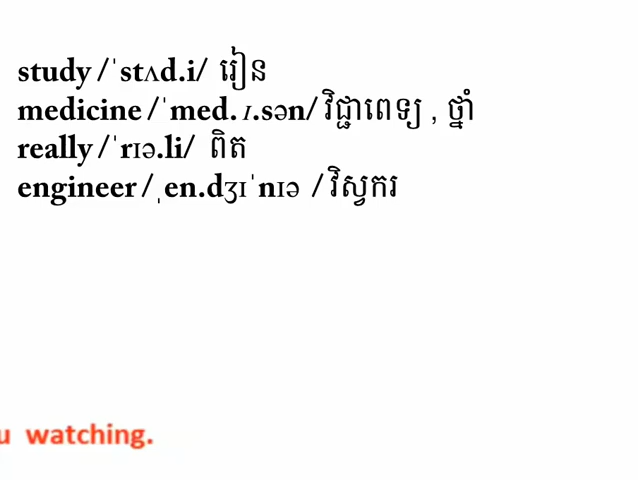 study /ˈstʌd.i/ រៀន
medicine /ˈmed.ɪ.sən/ វិជ្ជាពេទ្យ , ថ្នាំ
really /ˈrɪə.li/ ពិត
engineer /ˌen.dʒɪˈnɪə / វិស្វករ
watching.